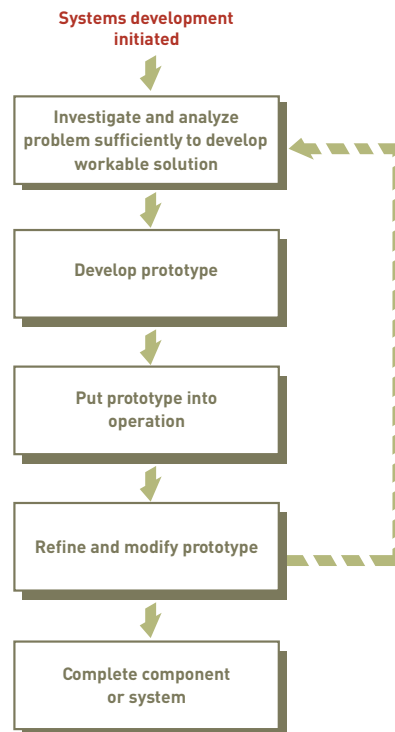 Systems development
initiated
Investigate and analyze
problem sufficiently to develop
workable solution
Develop prototype
Put prototype into
operation
Refine and modify prototype
Complete component
or system